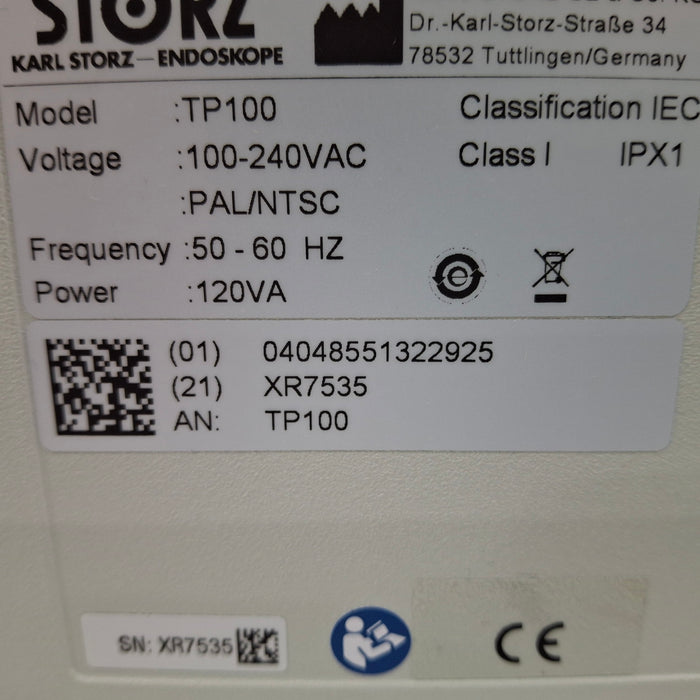 STORZ
KARL STORZ—ENDOSKOPE
Dr.-Karl-Storz-Straße 34
78532 Tuttlingen/Germany
Model :TP100
Classification IEC
Voltage :100-240VAC
Class I IPX1
:PAL/NTSC
Frequency :50 - 60 HZ
Power :120VA
(01) 04048551322925
(21) XR7535
AN: TP100
SN: XR7535
CE